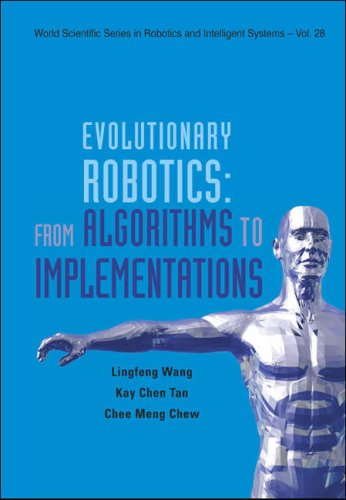 World Scientific Series in Robotics and Intelligent Systems – Vol. 28
EVOLUTIONARY
ROBOTICS:
FROM ALGORITHMS TO
IMPLEMENTATIONS
Lingfeng Wang
Kay Chen Tan
Chee Meng Chew